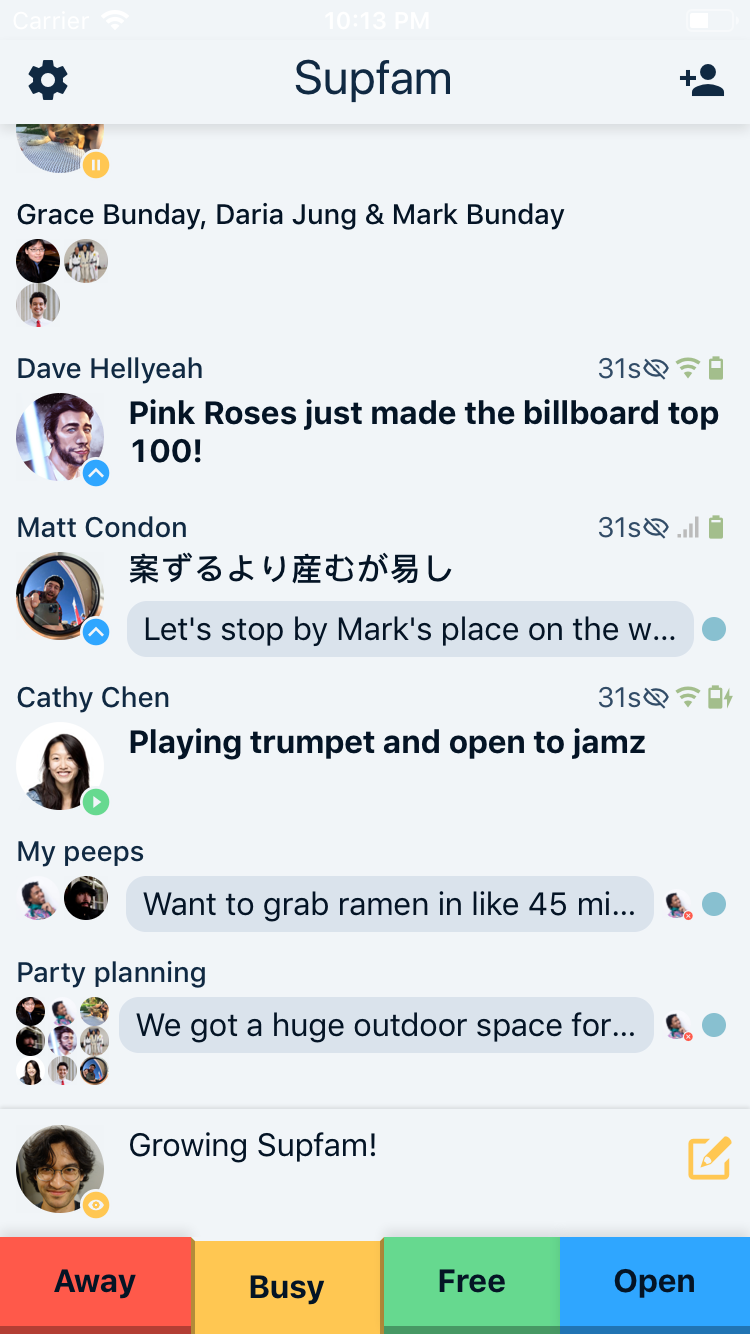 Carrier 10:13 PM
Supfam
Grace Bunday, Daria Jung & Mark Bunday
Dave Hellyeah 31s
Pink Roses just made the billboard top
100!
Matt Condon 31s
案ずるより産むが易し
Let's stop by Mark's place on the w...
Cathy Chen 31s
Playing trumpet and open to jamz
My peeps
Want to grab ramen in like 45 mi...
Party planning
We got a huge outdoor space for...
Growing Supfam!
Away Busy Free Open